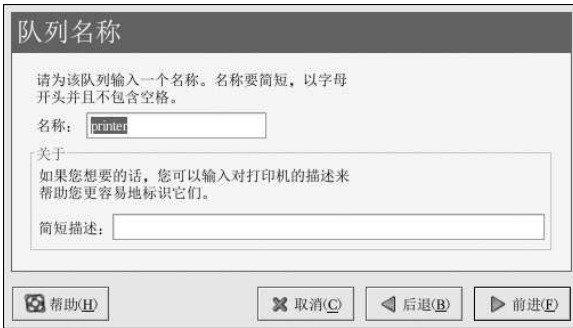 队列名称
请为该队列输入一个名称。名称要简短，以字母
开头并且不包含空格。
名称：printer
关于
如果您想要的话，您可以输入对打印机的描述来
帮助您更容易地标识它们。
简短描述：
帮助(H) 取消(C) 后退(B) 前进(F)